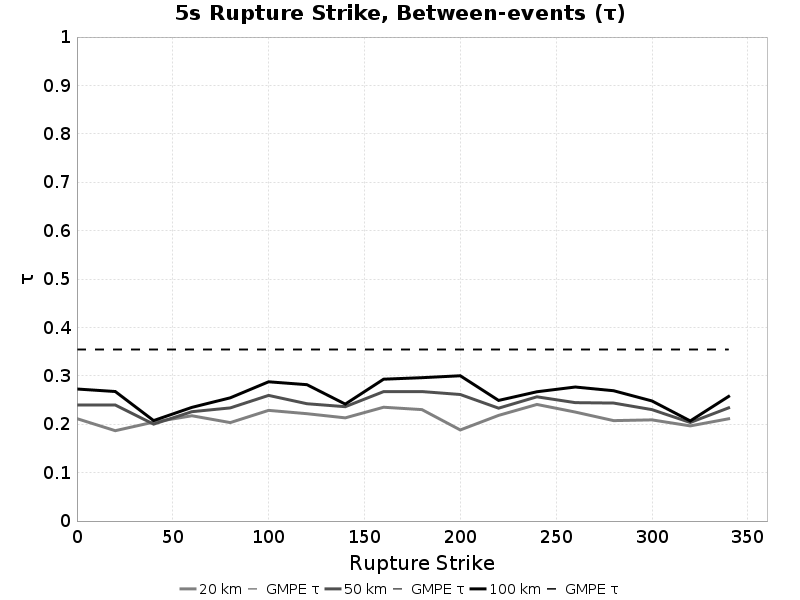 5s Rupture Strike, Between-events (τ)
1
0.9
0.8
0.7
0.6
0.5
0.4
0.3
0.2
0.1
0
τ
0 50 100 150 200 250 300 350
Rupture Strike
20 km GMPE τ 50 km GMPE τ 100 km GMPE τ